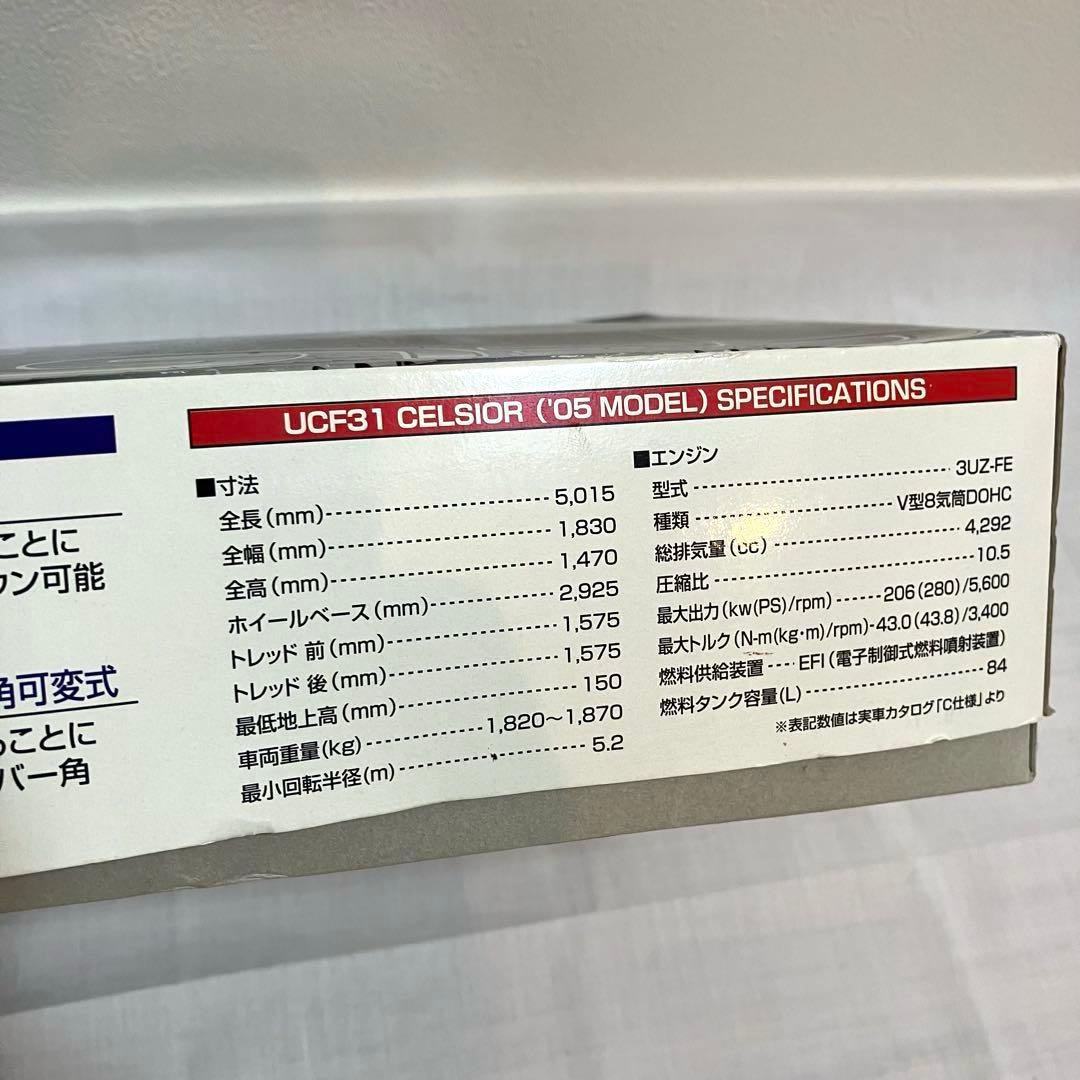 UCF31 CELSIOR ('05 MODEL) SPECIFICATIONS
■寸法
全長(mm) 5,015
全幅(mm) 1,830
全高(mm) 1,470
ホイールベース(mm) 2,925
トレッド 前(mm) 1,575
トレッド 後(mm) 1,575
最低地上高(mm) 150
車両重量(kg) 1,820〜1,870
最小回転半径(m) 5.2
■エンジン
型式 3UZ-FE
種類 V型8気筒DOHC
総排気量(cc) 4,292
圧縮比 10.5
最大出力(kw(PS)/rpm) 206(280)/5,600
最大トルク(N-m(kg・m)/rpm)-43.0(43.8)/3,400
燃料供給装置 EFI(電子制御式燃料噴射装置)
燃料タンク容量(L) 84
※表記数値は実車カタログ「C仕様」より
ことに
ウン可能
角可変式
ことに
バー角